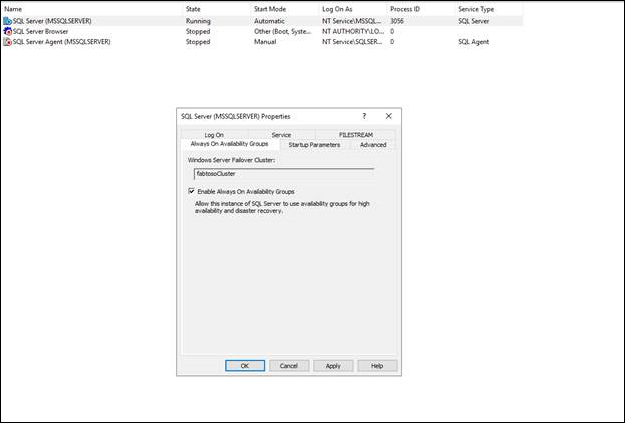 Name State Start Mode Log On As Process ID Service Type
SQL Server (MSSQLSERVER) Running Automatic NT Service\MSSQL... 3056 SQL Server
SQL Server Browser Stopped Other (Boot, Syste... NT AUTHORITY\LO... 0
SQL Server Agent (MSSQLSERVER) Stopped Manual NT Service\SQLSER... 0 SQL Agent
SQL Server (MSSQLSERVER) Properties ? ×
Log On Service FILESTREAM
Always On Availability Groups Startup Parameters Advanced
Windows Server Failover Cluster:
fabtosoCluster
Enable Always On Availability Groups
Allow this instance of SQL Server to use availability groups for high
availability and disaster recovery.
OK Cancel Apply Help